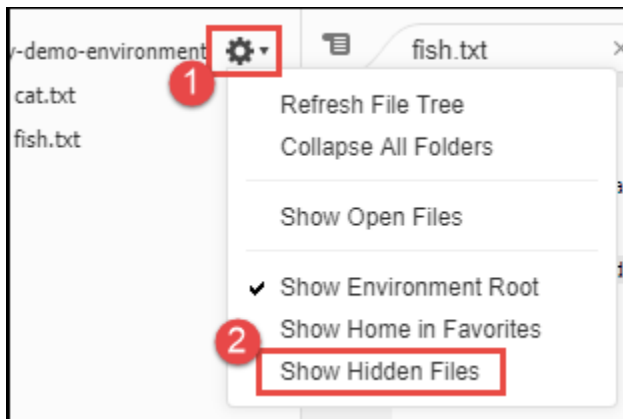 -demo-environment
fish.txt
1
cat.txt
fish.txt
Refresh File Tree
Collapse All Folders
Show Open Files
Show Environment Root
Show Home in Favorites
2
Show Hidden Files